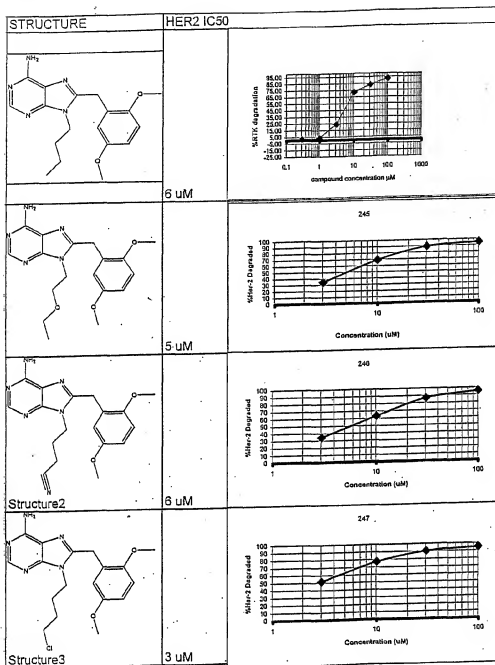 STRUCTURE HER2 IC50
NH₂
N
N
N
N
O
O
6 uM
%RTK degradation
95.00
85.00
75.00
65.00
55.00
45.00
35.00
25.00
15.00
5.00
-5.00
-15.00
-25.00
0.1 1 10 100 1000
compound concentration µM
NH₂
N
N
N
N
O
O
O
5 uM
245
%Her-2 Degraded
100
90
80
70
60
50
40
30
20
10
0
1 10 100
Concentration (uM)
NH₂
N
N
N
N
O
O
N
Structure2
6 uM
246
%Her-2 Degraded
100
90
80
70
60
50
40
30
20
10
0
1 10 100
Concentration (uM)
NH₂
N
N
N
N
O
O
Cl
Structure3
3 uM
247
%Her-2 Degraded
100
90
80
70
60
50
40
30
20
10
0
1 10 100
Concentration (uM)